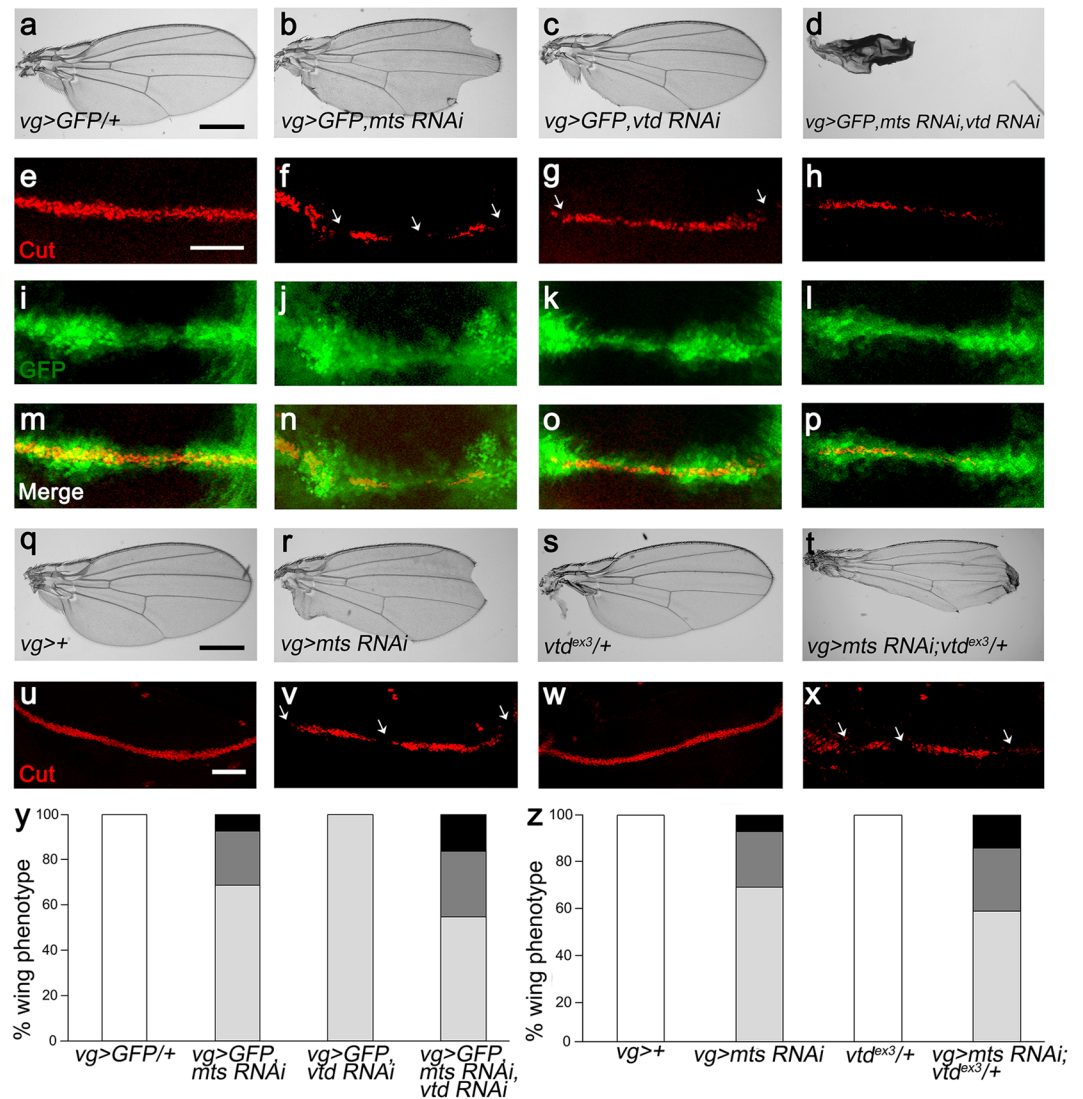 a
b
c
d
vg>GFP/+
vg>GFP,mts RNAi
vg>GFP,vtd RNAi
vg>GFP,mts RNAi,vtd RNAi
e
f
g
h
Cut
i
j
k
l
GFP
m
n
o
p
Merge
q
r
s
t
vg>+
vg>mts RNAi
vtdex3/+
vg>mts RNAi;vtdex3/+
u
v
w
x
Cut
y
% wing phenotype
100
80
60
40
20
0
vg>GFP/+
vg>GFP,
mts RNAi
vg>GFP,
vtd RNAi
vg>GFP,
mts RNAi,
vtd RNAi
z
% wing phenotype
100
80
60
40
20
0
vg>+
vg>mts RNAi
vtdex3/+
vg>mts RNAi;
vtdex3/+